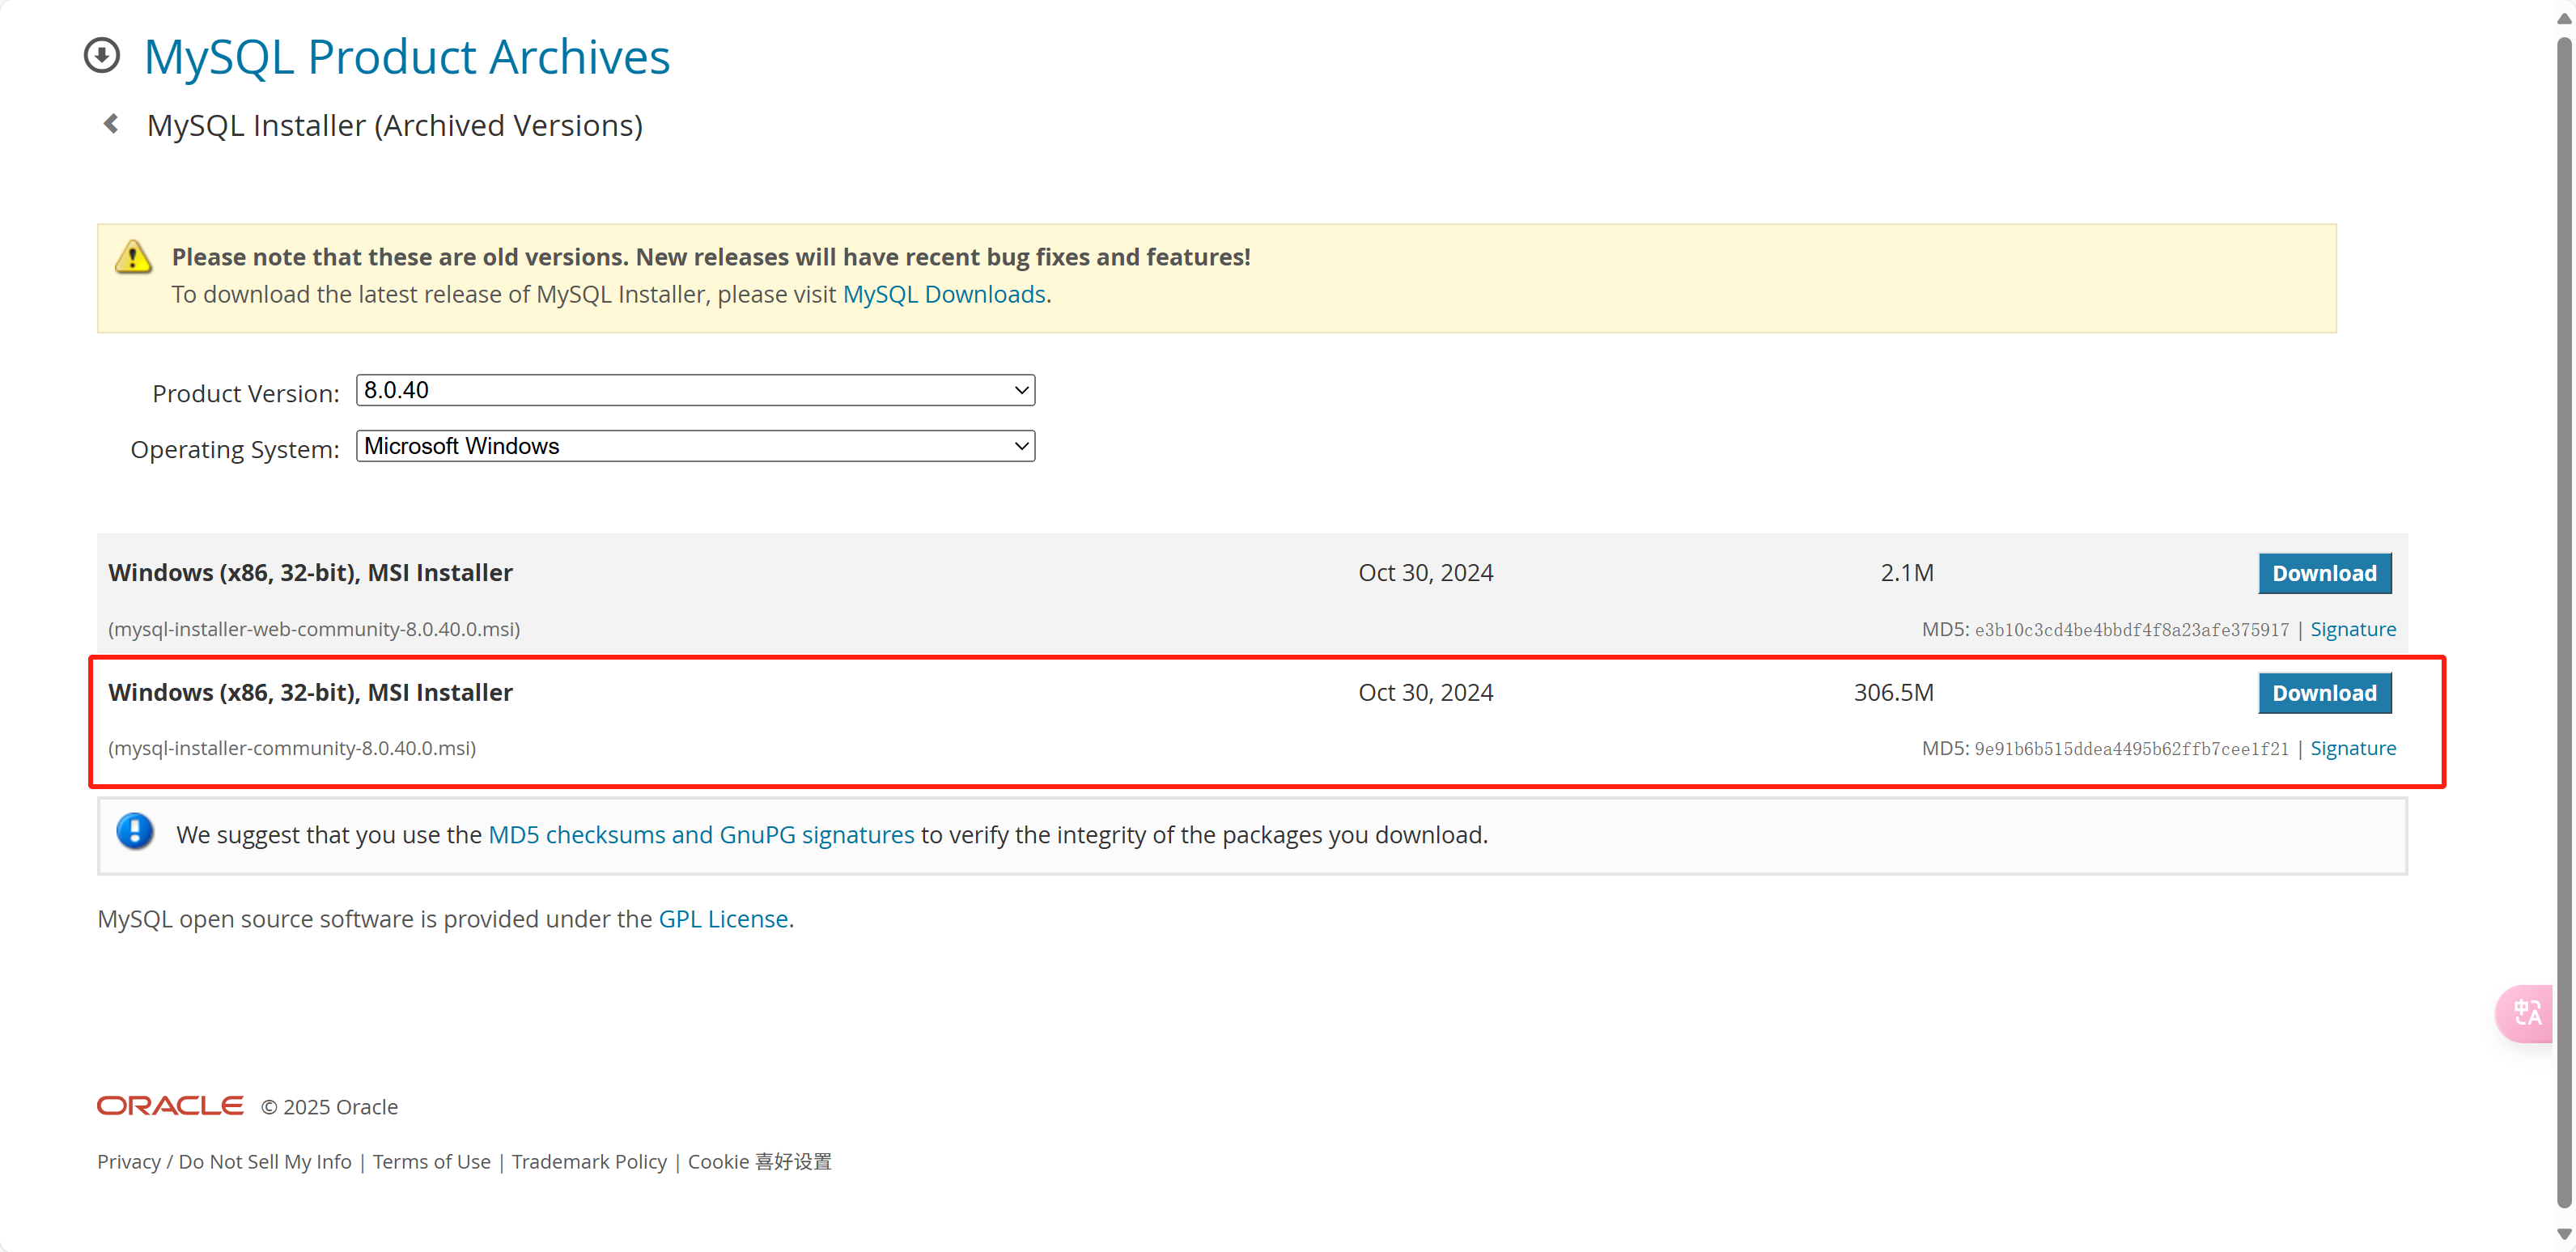 MySQL Product Archives
MySQL Installer (Archived Versions)
Please note that these are old versions. New releases will have recent bug fixes and features!
To download the latest release of MySQL Installer, please visit MySQL Downloads.
Product Version: 8.0.40
Operating System: Microsoft Windows
Windows (x86, 32-bit), MSI Installer Oct 30, 2024 2.1M Download
(mysql-installer-web-community-8.0.40.0.msi) MD5: e3b10c3cd4be4bbdf4f8a23afe375917 | Signature
Windows (x86, 32-bit), MSI Installer Oct 30, 2024 306.5M Download
(mysql-installer-community-8.0.40.0.msi) MD5: 9e91b6b515ddea4495b62ffb7cee1f21 | Signature
We suggest that you use the MD5 checksums and GnuPG signatures to verify the integrity of the packages you download.
MySQL open source software is provided under the GPL License.
中A
ORACLE © 2025 Oracle
Privacy / Do Not Sell My Info | Terms of Use | Trademark Policy | Cookie 喜好设置